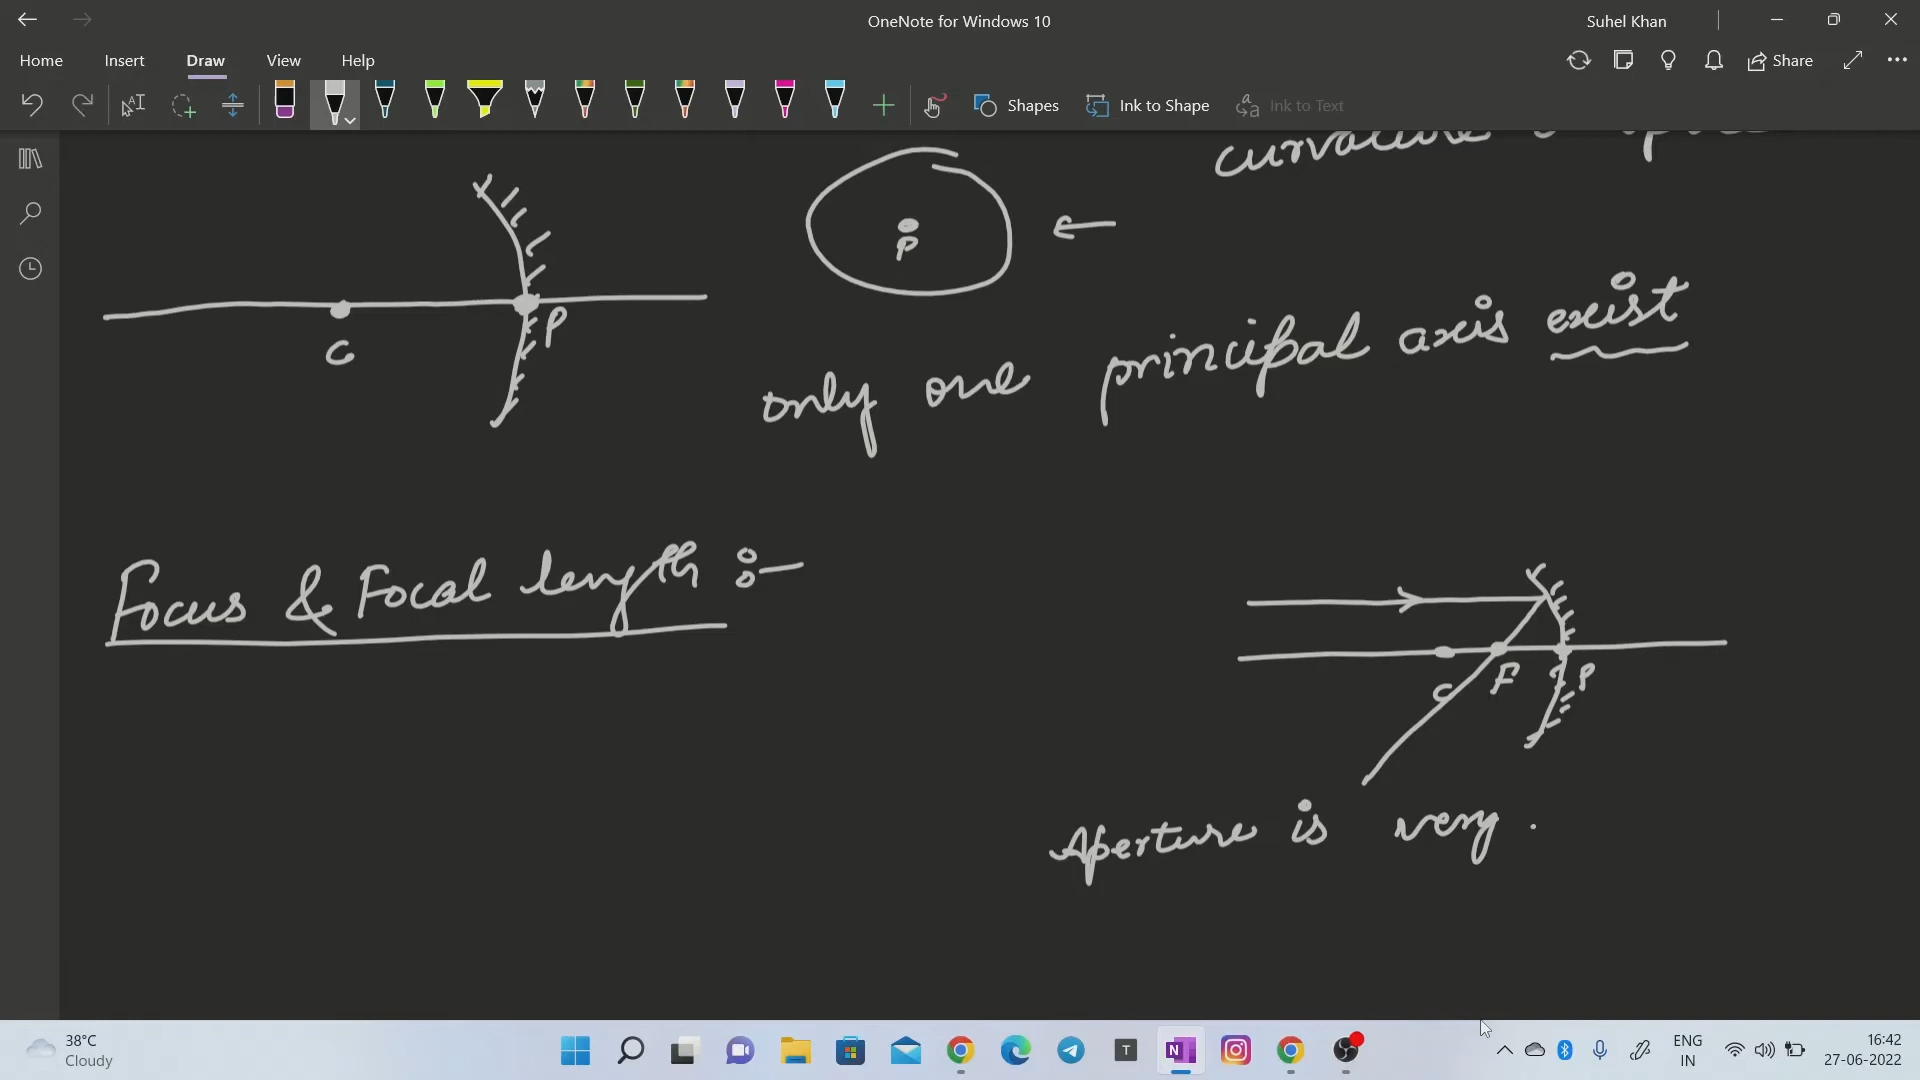 OneNote for Windows 10
Suhel Khan
Home Insert Draw View Help
Share
Shapes Ink to Shape Ink to Text
curvature
P
C
P
only one principal axis exist
Focus & Focal length :-
C F P
Aperture is very .
38°C
Cloudy
T
N
ENG
IN
16:42
27-06-2022